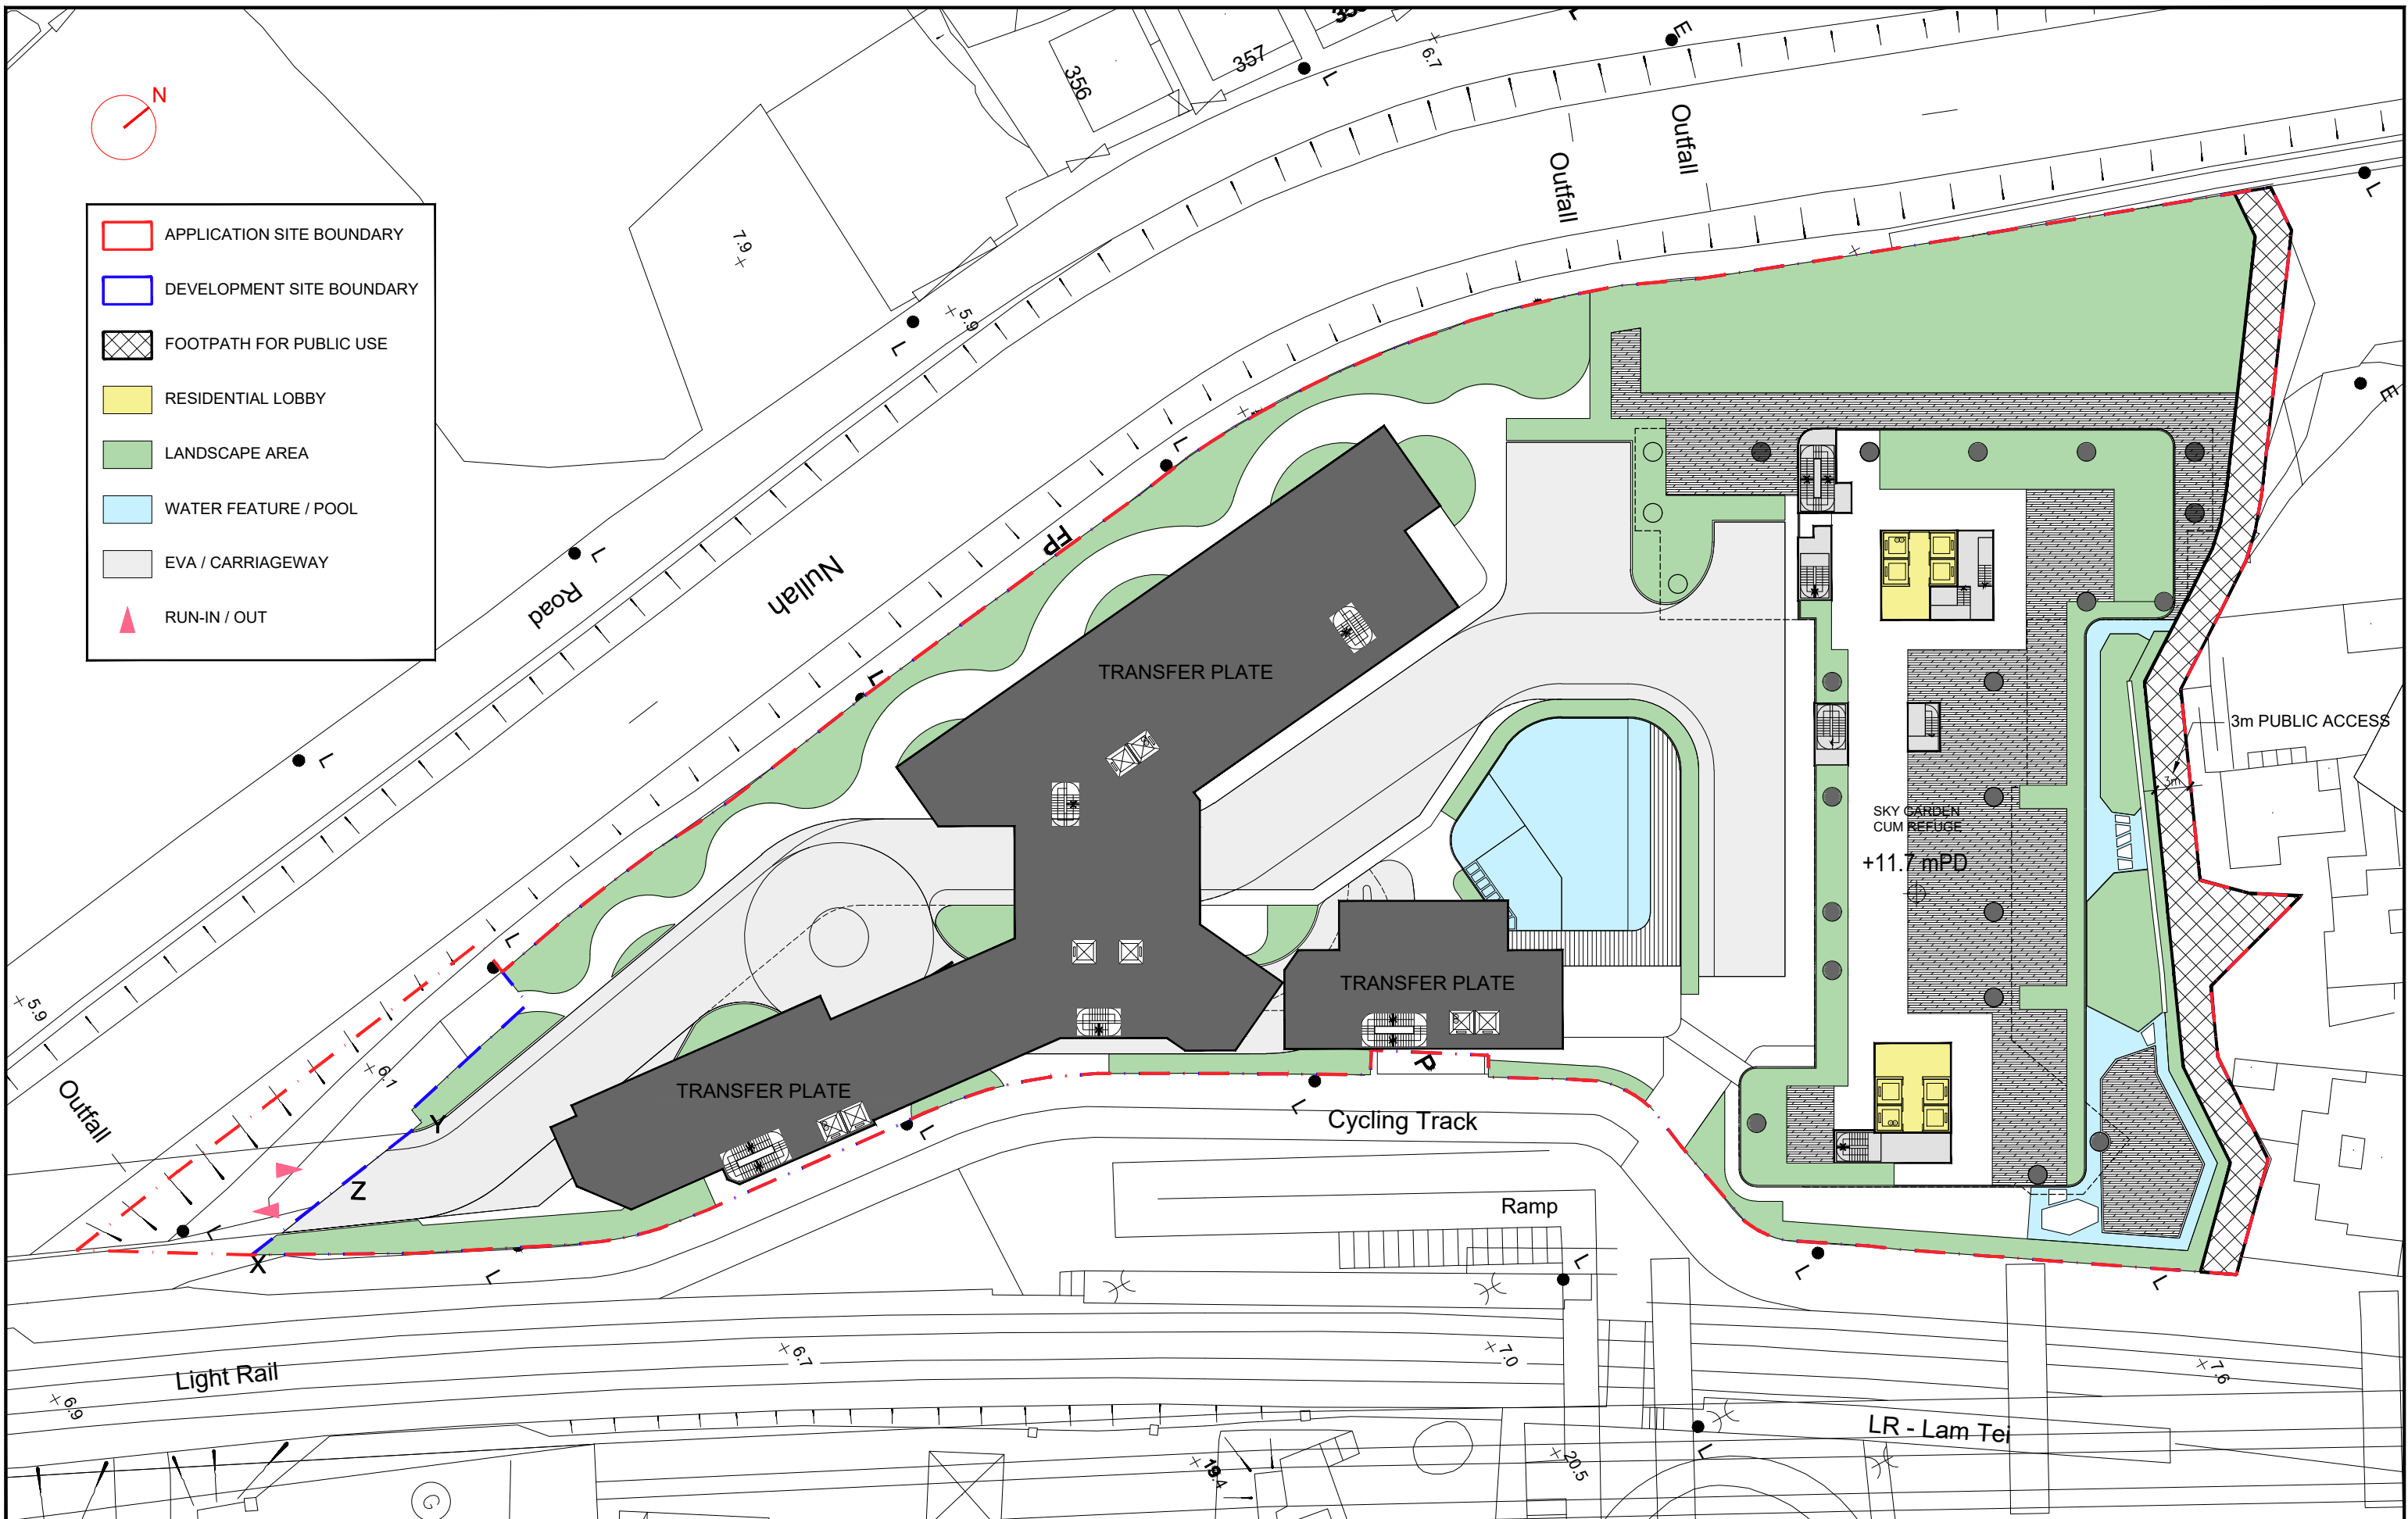 N
APPLICATION SITE BOUNDARY
DEVELOPMENT SITE BOUNDARY
FOOTPATH FOR PUBLIC USE
RESIDENTIAL LOBBY
LANDSCAPE AREA
WATER FEATURE / POOL
EVA / CARRIAGEWAY
RUN-IN / OUT
356
357
L
6.7
E
L
L
Outfall
Outfall
7.9
5.9
L
L
E
FP
Nullah
Road
L
L
L
L
TRANSFER PLATE
3m PUBLIC ACCESS
3m
SKY GARDEN
CUM REFUGE
+11.7 mPD
5.9
L
TRANSFER PLATE
6.1
Outfall
Y
TRANSFER PLATE
P
L
L
Cycling Track
Z
L
X
L
Ramp
L
L
L
Light Rail
6.7
7.0
7.6
6.9
LR - Lam Tei
L
20.5
G